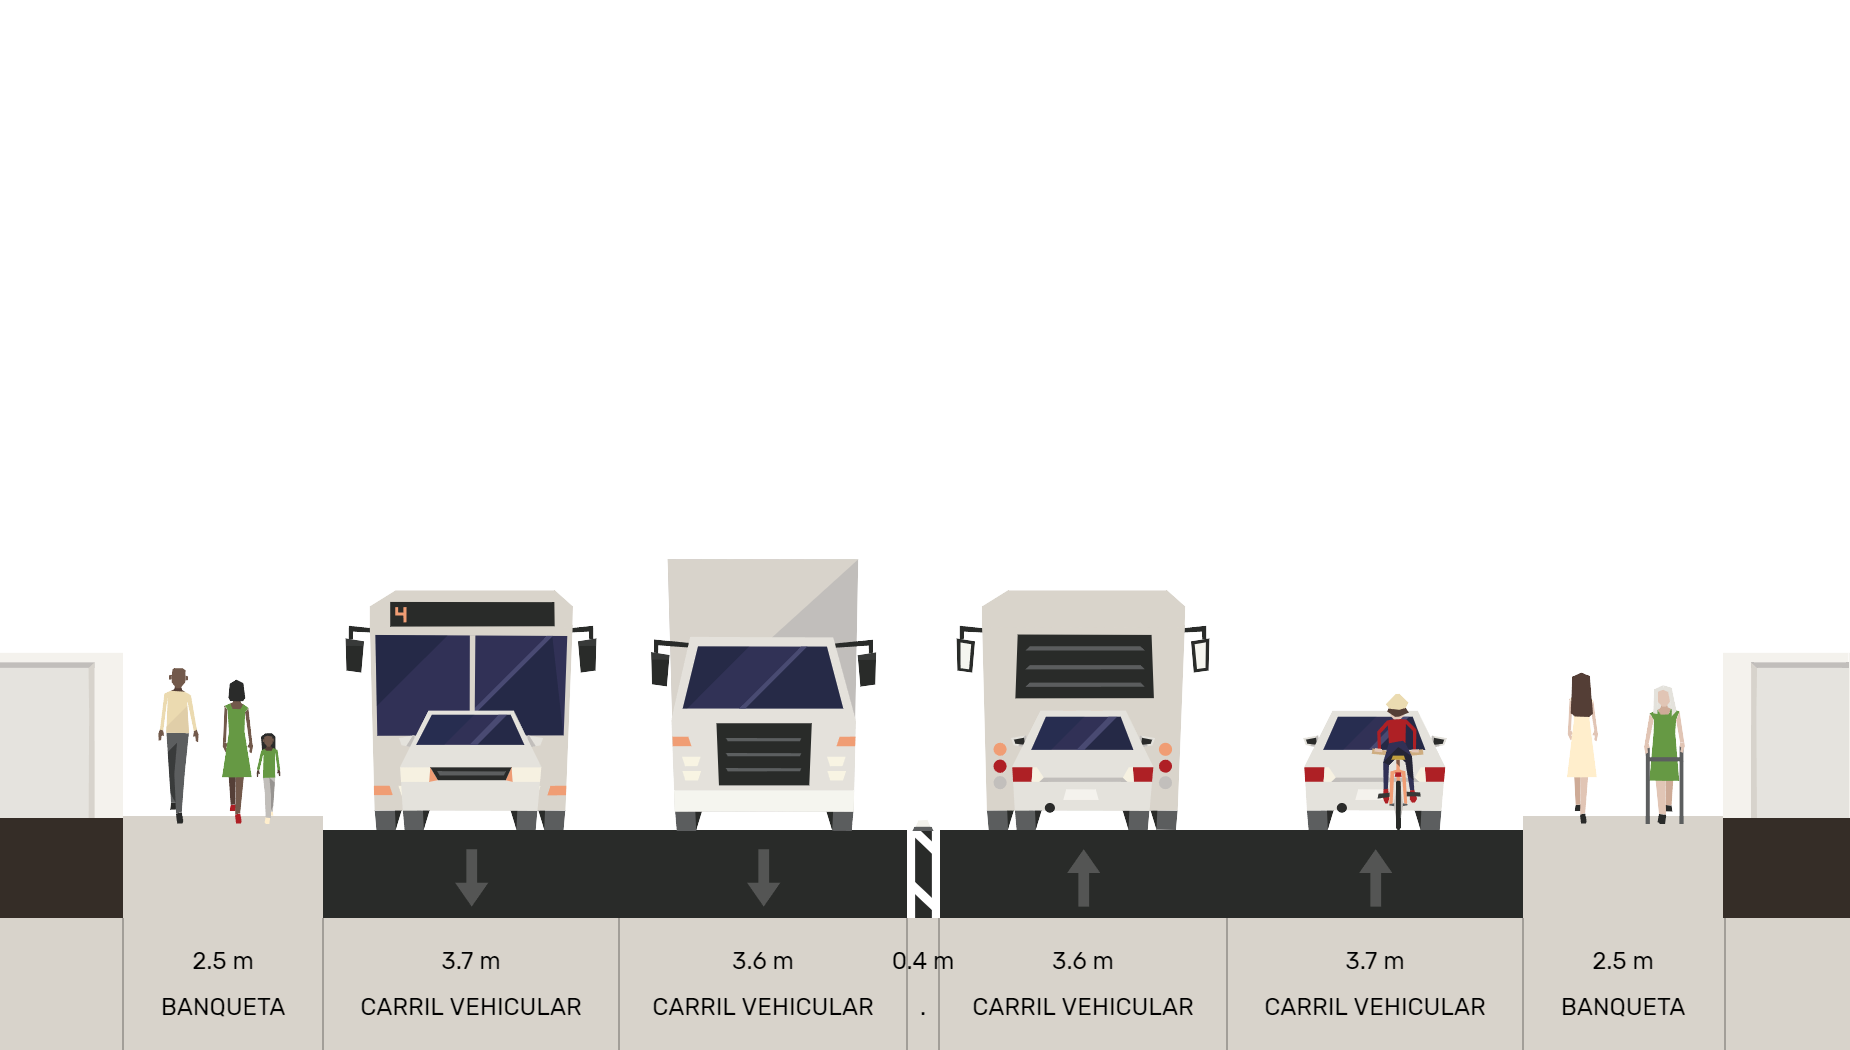 4
2.5 m
BANQUETA
3.7 m
CARRIL VEHICULAR
3.6 m
CARRIL VEHICULAR
0.4 m
.
3.6 m
CARRIL VEHICULAR
3.7 m
CARRIL VEHICULAR
2.5 m
BANQUETA